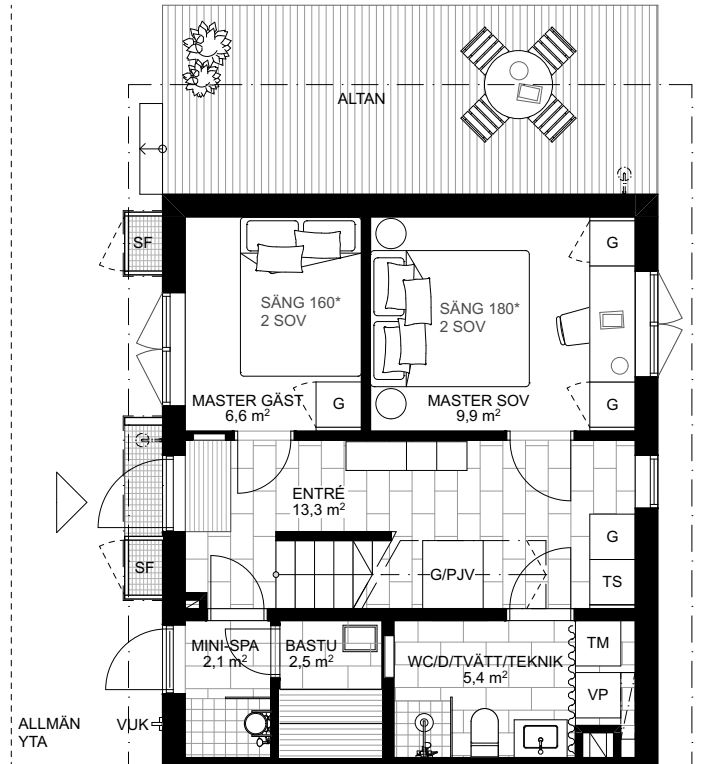 ALTAN
SF
G
SÄNG 160*
2 SOV
SÄNG 180*
2 SOV
MASTER GÄST
6,6 m²
G
MASTER SOV
9,9 m²
G
ENTRÉ
13,3 m²
G
SF
G/PJV
TS
MINI-SPA
2,1 m²
BASTU
2,5 m²
WC/D/TVÄTT/TEKNIK
5,4 m²
TM
VP
ALLMÄN
YTA
VUK